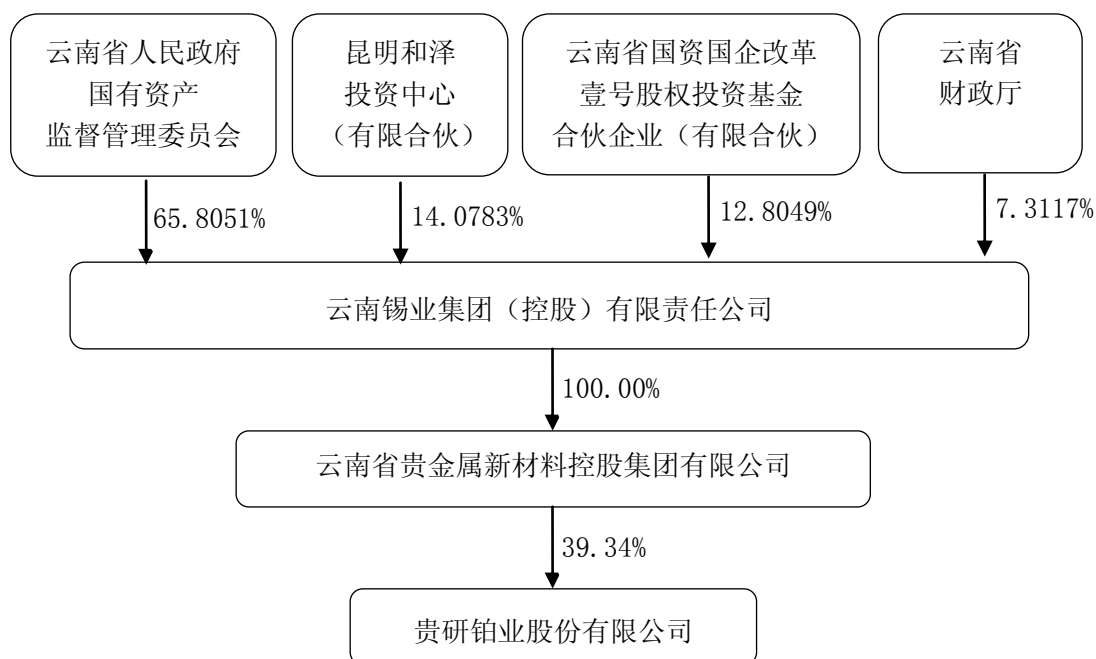 云南省人民政府
国有资产
监督管理委员会
昆明和泽
投资中心
（有限合伙）
云南省国资国企改革
壹号股权投资基金
合伙企业（有限合伙）
云南省
财政厅
65.8051%
14.0783%
12.8049%
7.3117%
云南锡业集团（控股）有限责任公司
100.00%
云南省贵金属新材料控股集团有限公司
39.34%
贵研铂业股份有限公司